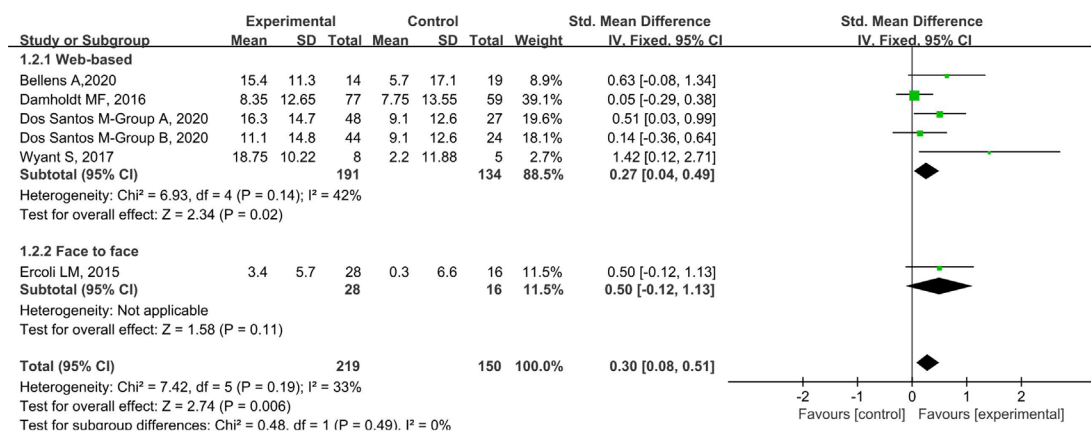 Experimental Control Std. Mean Difference Std. Mean Difference
Study or Subgroup Mean SD Total Mean SD Total Weight IV, Fixed, 95% CI IV, Fixed, 95% CI
1.2.1 Web-based
Bellens A,2020 15.4 11.3 14 5.7 17.1 19 8.9% 0.63 [-0.08, 1.34]
Damholdt MF, 2016 8.35 12.65 77 7.75 13.55 59 39.1% 0.05 [-0.29, 0.38]
Dos Santos M-Group A, 2020 16.3 14.7 48 9.1 12.6 27 19.6% 0.51 [0.03, 0.99]
Dos Santos M-Group B, 2020 11.1 14.8 44 9.1 12.6 24 18.1% 0.14 [-0.36, 0.64]
Wyant S, 2017 18.75 10.22 8 2.2 11.88 5 2.7% 1.42 [0.12, 2.71]
Subtotal (95% CI) 191 134 88.5% 0.27 [0.04, 0.49]
Heterogeneity: Chi² = 6.93, df = 4 (P = 0.14); I² = 42%
Test for overall effect: Z = 2.34 (P = 0.02)
1.2.2 Face to face
Ercoli LM, 2015 3.4 5.7 28 0.3 6.6 16 11.5% 0.50 [-0.12, 1.13]
Subtotal (95% CI) 28 16 11.5% 0.50 [-0.12, 1.13]
Heterogeneity: Not applicable
Test for overall effect: Z = 1.58 (P = 0.11)
Total (95% CI) 219 150 100.0% 0.30 [0.08, 0.51]
Heterogeneity: Chi² = 7.42, df = 5 (P = 0.19); I² = 33%
Test for overall effect: Z = 2.74 (P = 0.006)
Test for subgroup differences: Chi² = 0.48, df = 1 (P = 0.49), I² = 0%
-2 -1 0 1 2
Favours [control] Favours [experimental]